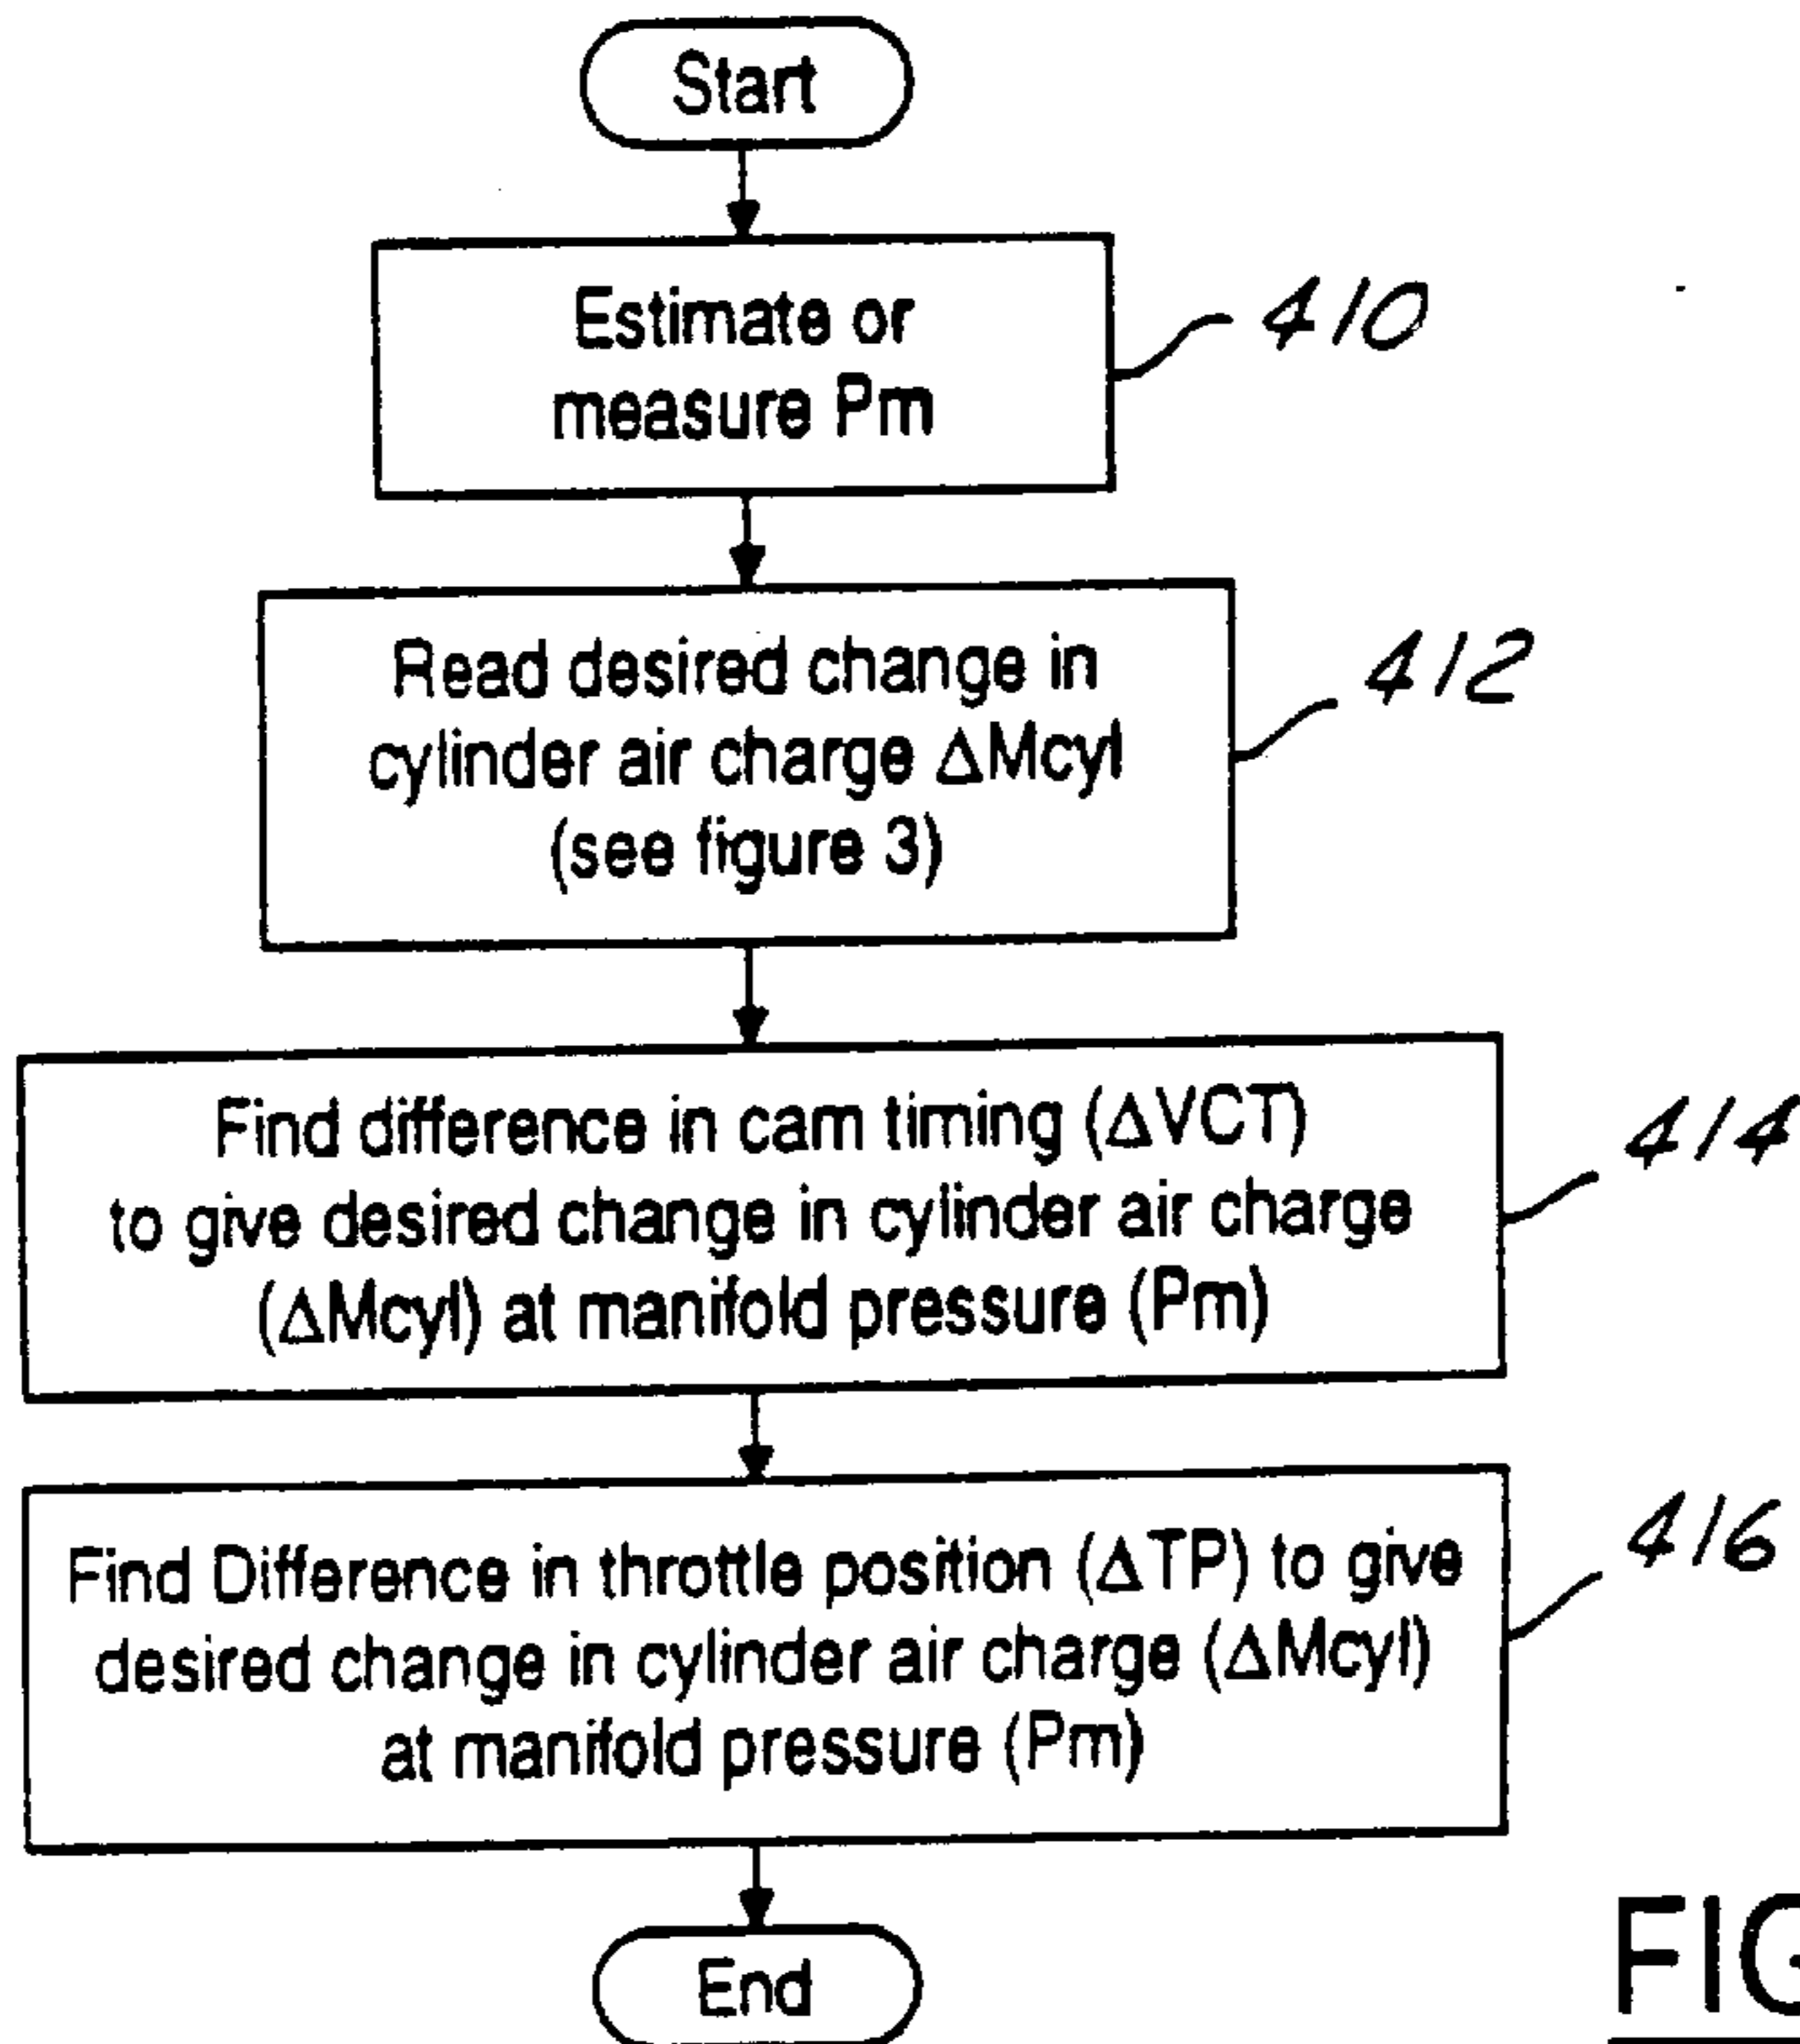 Start
Estimate or
measure Pm
410
Read desired change in
cylinder air charge ΔMcyl
(see figure 3)
412
Find difference in cam timing (ΔVCT)
to give desired change in cylinder air charge
(ΔMcyl) at manifold pressure (Pm)
414
Find Difference in throttle position (ΔTP) to give
desired change in cylinder air charge (ΔMcyl)
at manifold pressure (Pm)
416
End